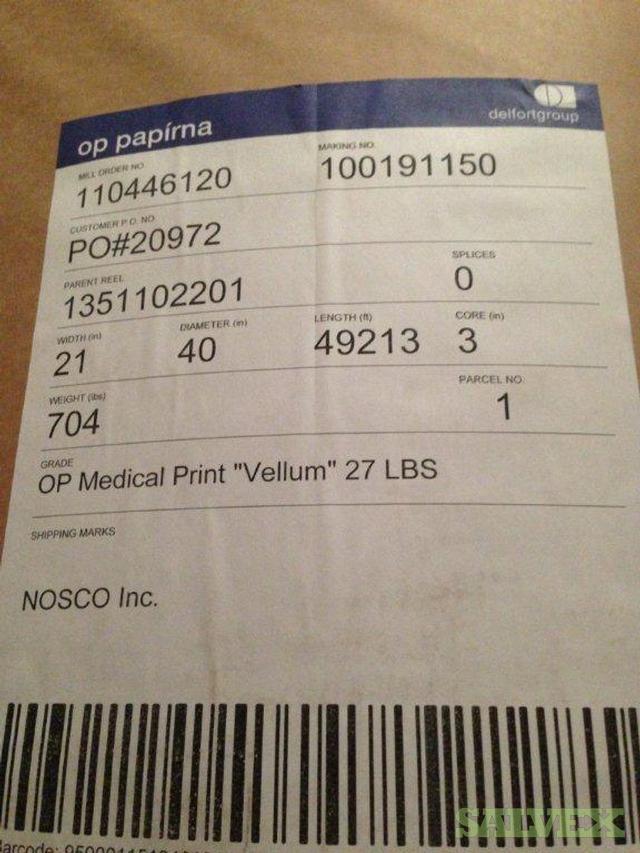 op papírna
delfortgroup
MILL ORDER NO
110446120
MAKING NO.
100191150
CUSTOMER P.O. NO.
PO#20972
PARENT REEL
1351102201
SPLICES
0
WIDTH (in)
21
DIAMETER (in)
40
LENGTH (ft)
49213
CORE (in)
3
WEIGHT (lbs)
704
PARCEL NO.
1
GRADE
OP Medical Print "Vellum" 27 LBS
SHIPPING MARKS
NOSCO Inc.
SALVEX